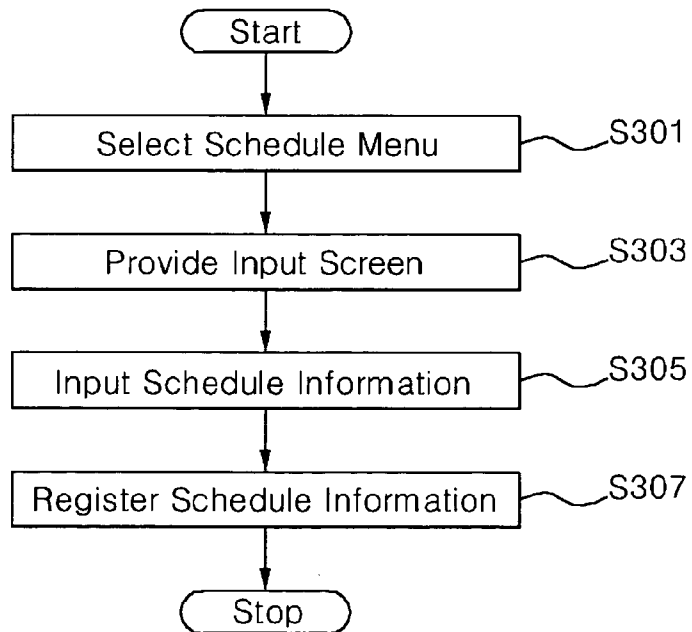 Start
Select Schedule Menu
S301
Provide Input Screen
S303
Input Schedule Information
S305
Register Schedule Information
S307
Stop